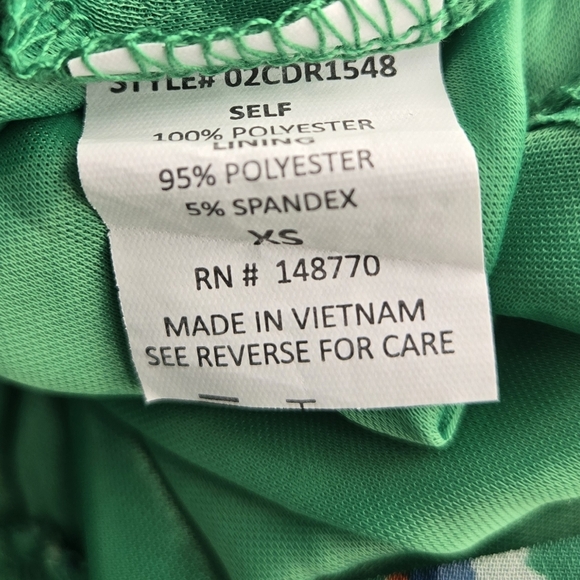 STYLE# 02CDR1548
SELF
100% POLYESTER
LINING
95% POLYESTER
5% SPANDEX
XS
RN # 148770
MADE IN VIETNAM
SEE REVERSE FOR CARE